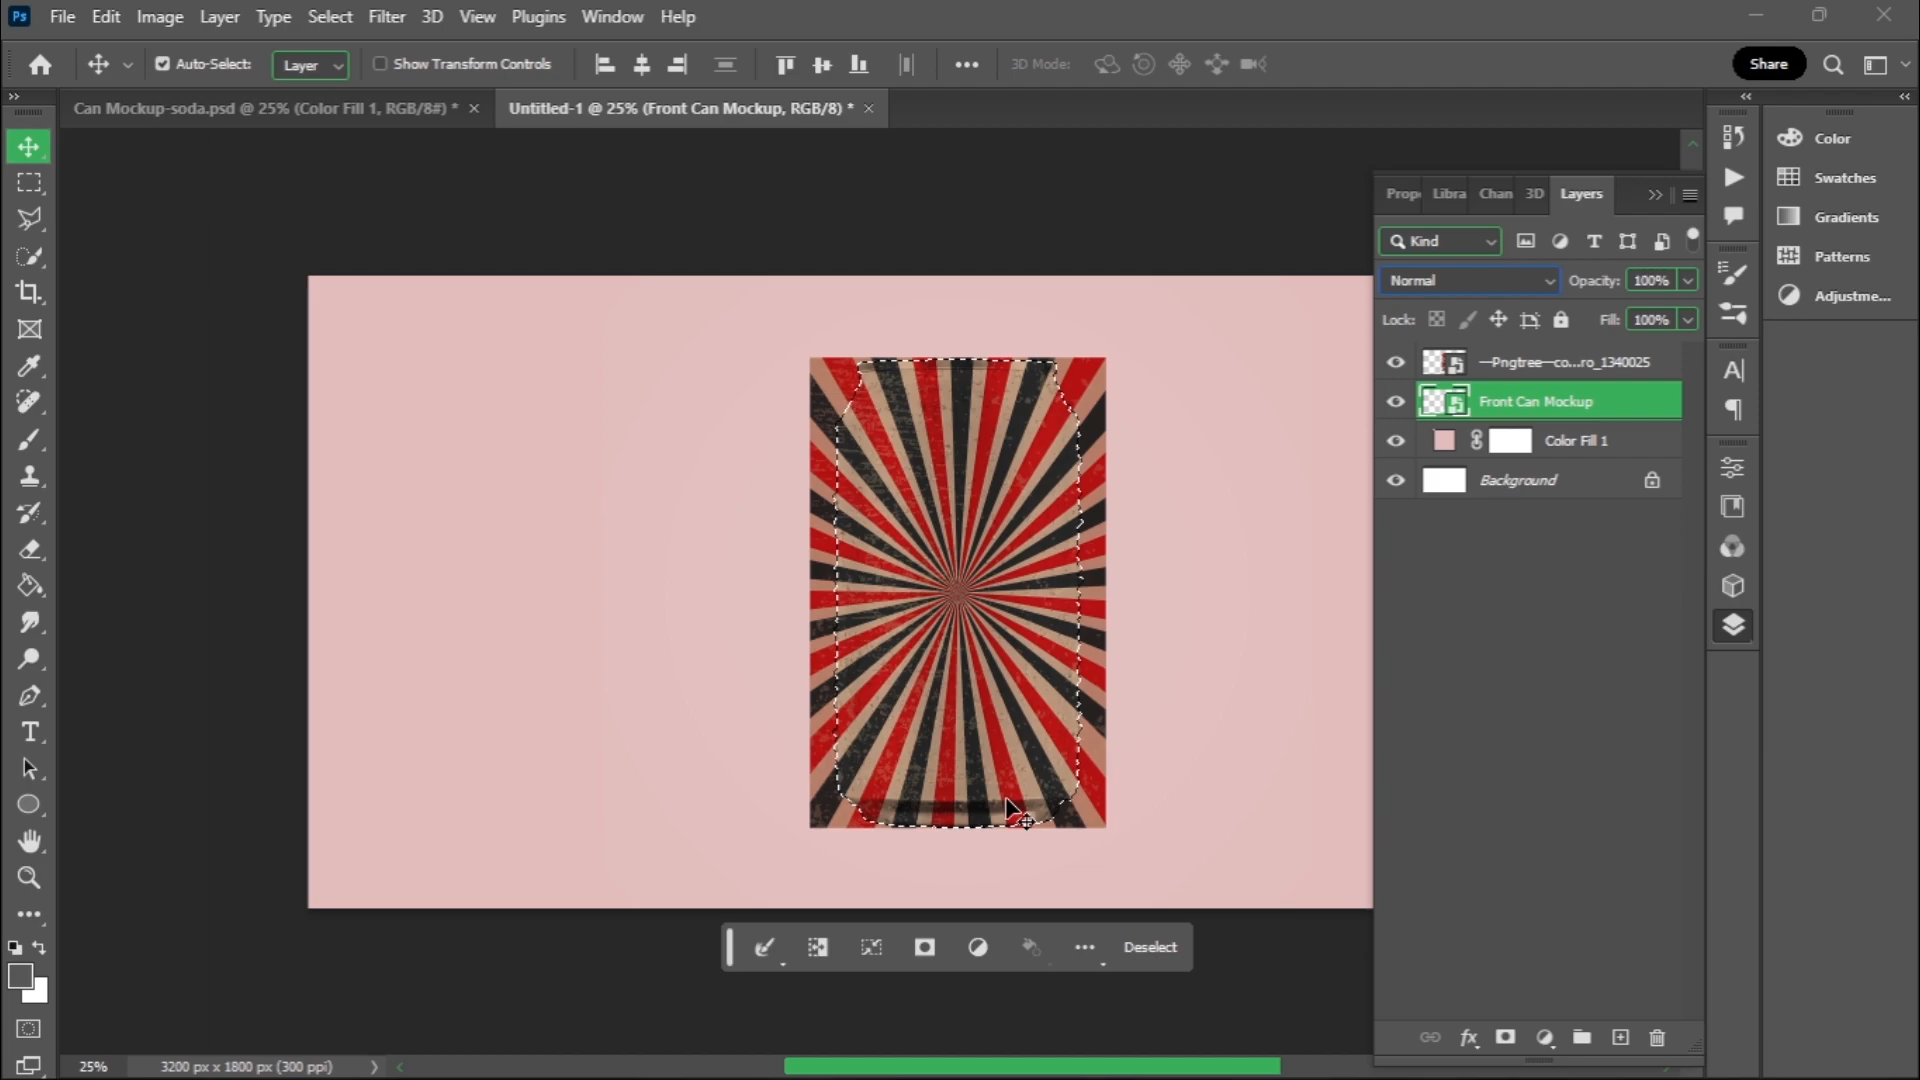 Ps File Edit Image Layer Type Select Filter 3D View Plugins Window Help
Auto-Select: Layer Show Transform Controls 3D Mode: Share
Can Mockup-soda.psd @ 25% (Color Fill 1, RGB/8#) * Untitled-1 @ 25% (Front Can Mockup, RGB/8) *
Color
Swatches
Gradients
Patterns
Adjustme...
Prop Libra Chan 3D Layers
Kind
Normal Opacity: 100%
Lock: Fill: 100%
—Pngtree—co...ro_1340025
Front Can Mockup
Color Fill 1
Background
Deselect
25% 3200 px x 1800 px (300 ppi)